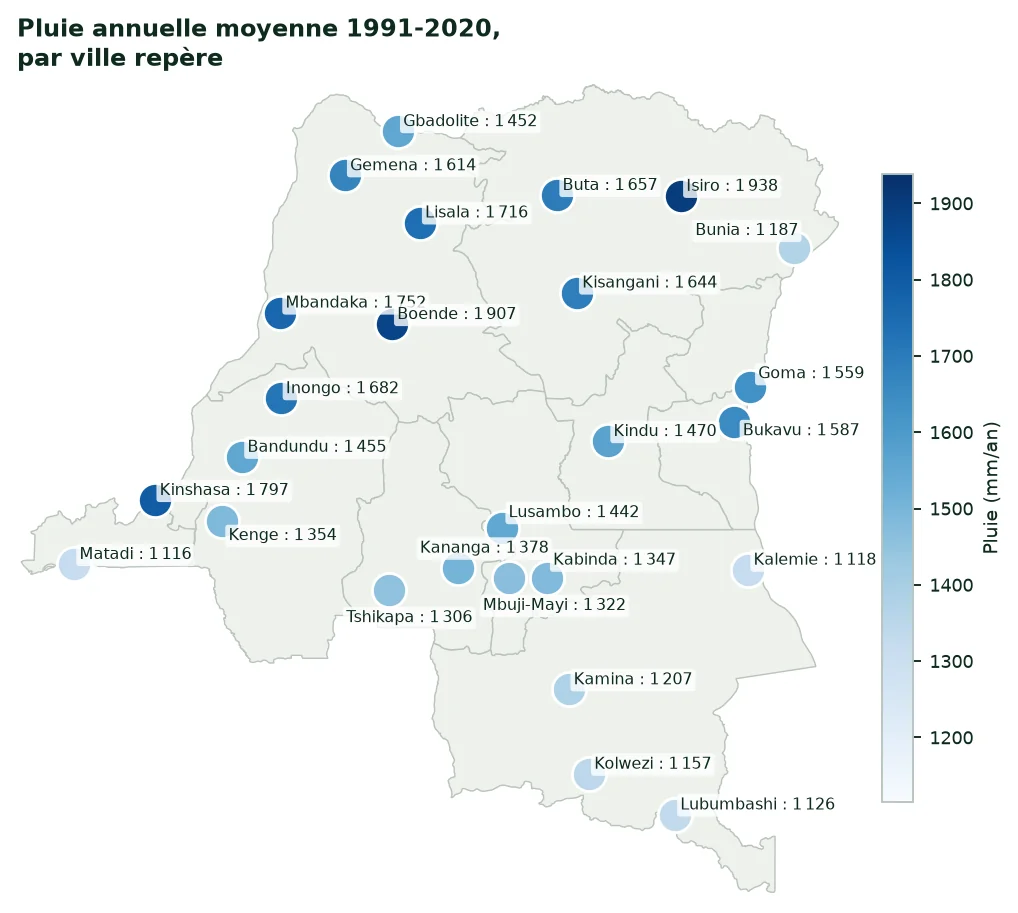 Pluie annuelle moyenne 1991-2020,
par ville repère
Gbadolite : 1 452
Gemena : 1 614
Buta : 1 657
Isiro : 1 938
Lisala : 1 716
Bunia : 1 187
Kisangani : 1 644
Mbandaka : 1 752
Boende : 1 907
Goma : 1 559
Inongo : 1 682
Kindu : 1 470
Bukavu : 1 587
Bandundu : 1 455
Kinshasa : 1 797
Lusambo : 1 442
Kenge : 1 354
Kananga : 1 378
Matadi : 1 116
Kabinda : 1 347
Kalemie : 1 118
Mbuji-Mayi : 1 322
Tshikapa : 1 306
Kamina : 1 207
Kolwezi : 1 157
Lubumbashi : 1 126
1900
1800
1700
1600
1500
1400
1300
1200
Pluie (mm/an)